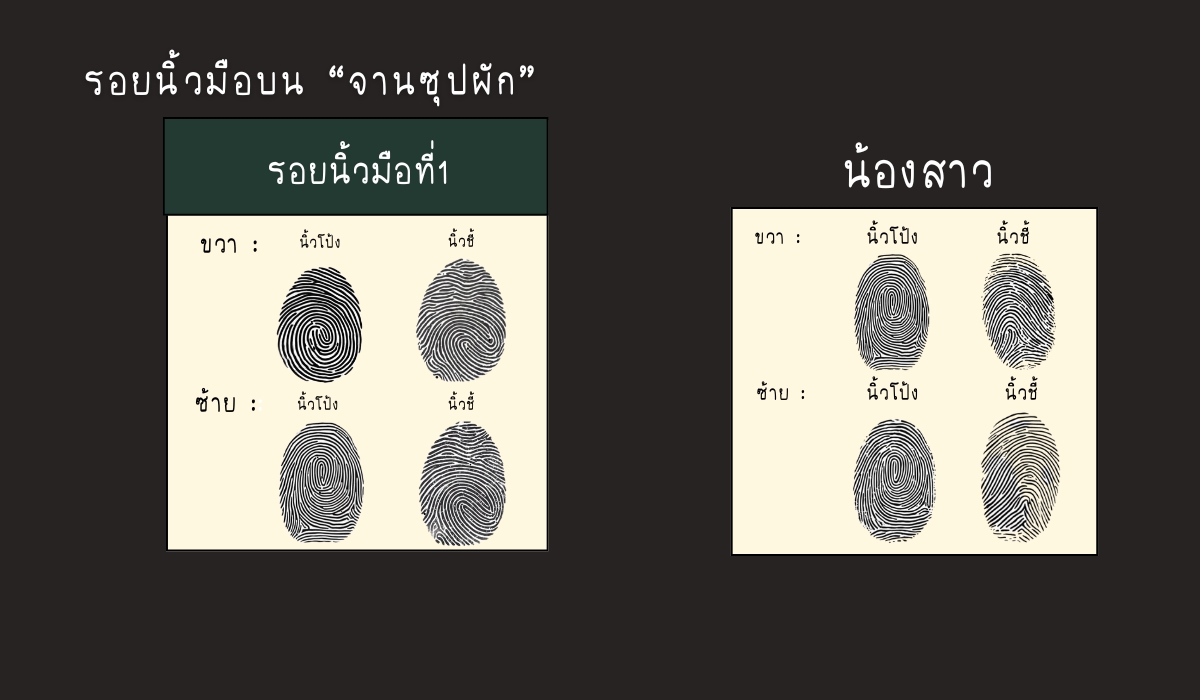 รอยนิ้วมือบน “จานซุปผัก”
รอยนิ้วมือที่1
ขวา : นิ้วโป้ง นิ้วชี้
ซ้าย : นิ้วโป้ง นิ้วชี้
น้องสาว
ขวา : นิ้วโป้ง นิ้วชี้
ซ้าย : นิ้วโป้ง นิ้วชี้